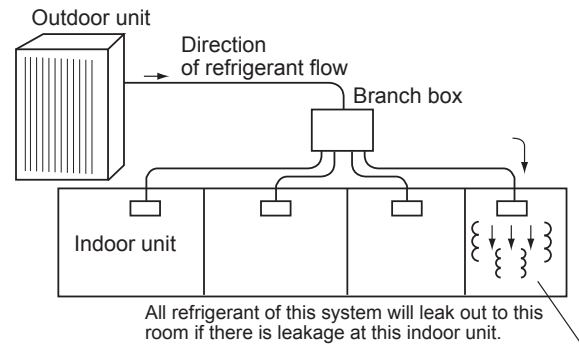 Outdoor unit
Direction
of refrigerant flow
Branch box
Indoor unit
All refrigerant of this system will leak out to this
room if there is leakage at this indoor unit.